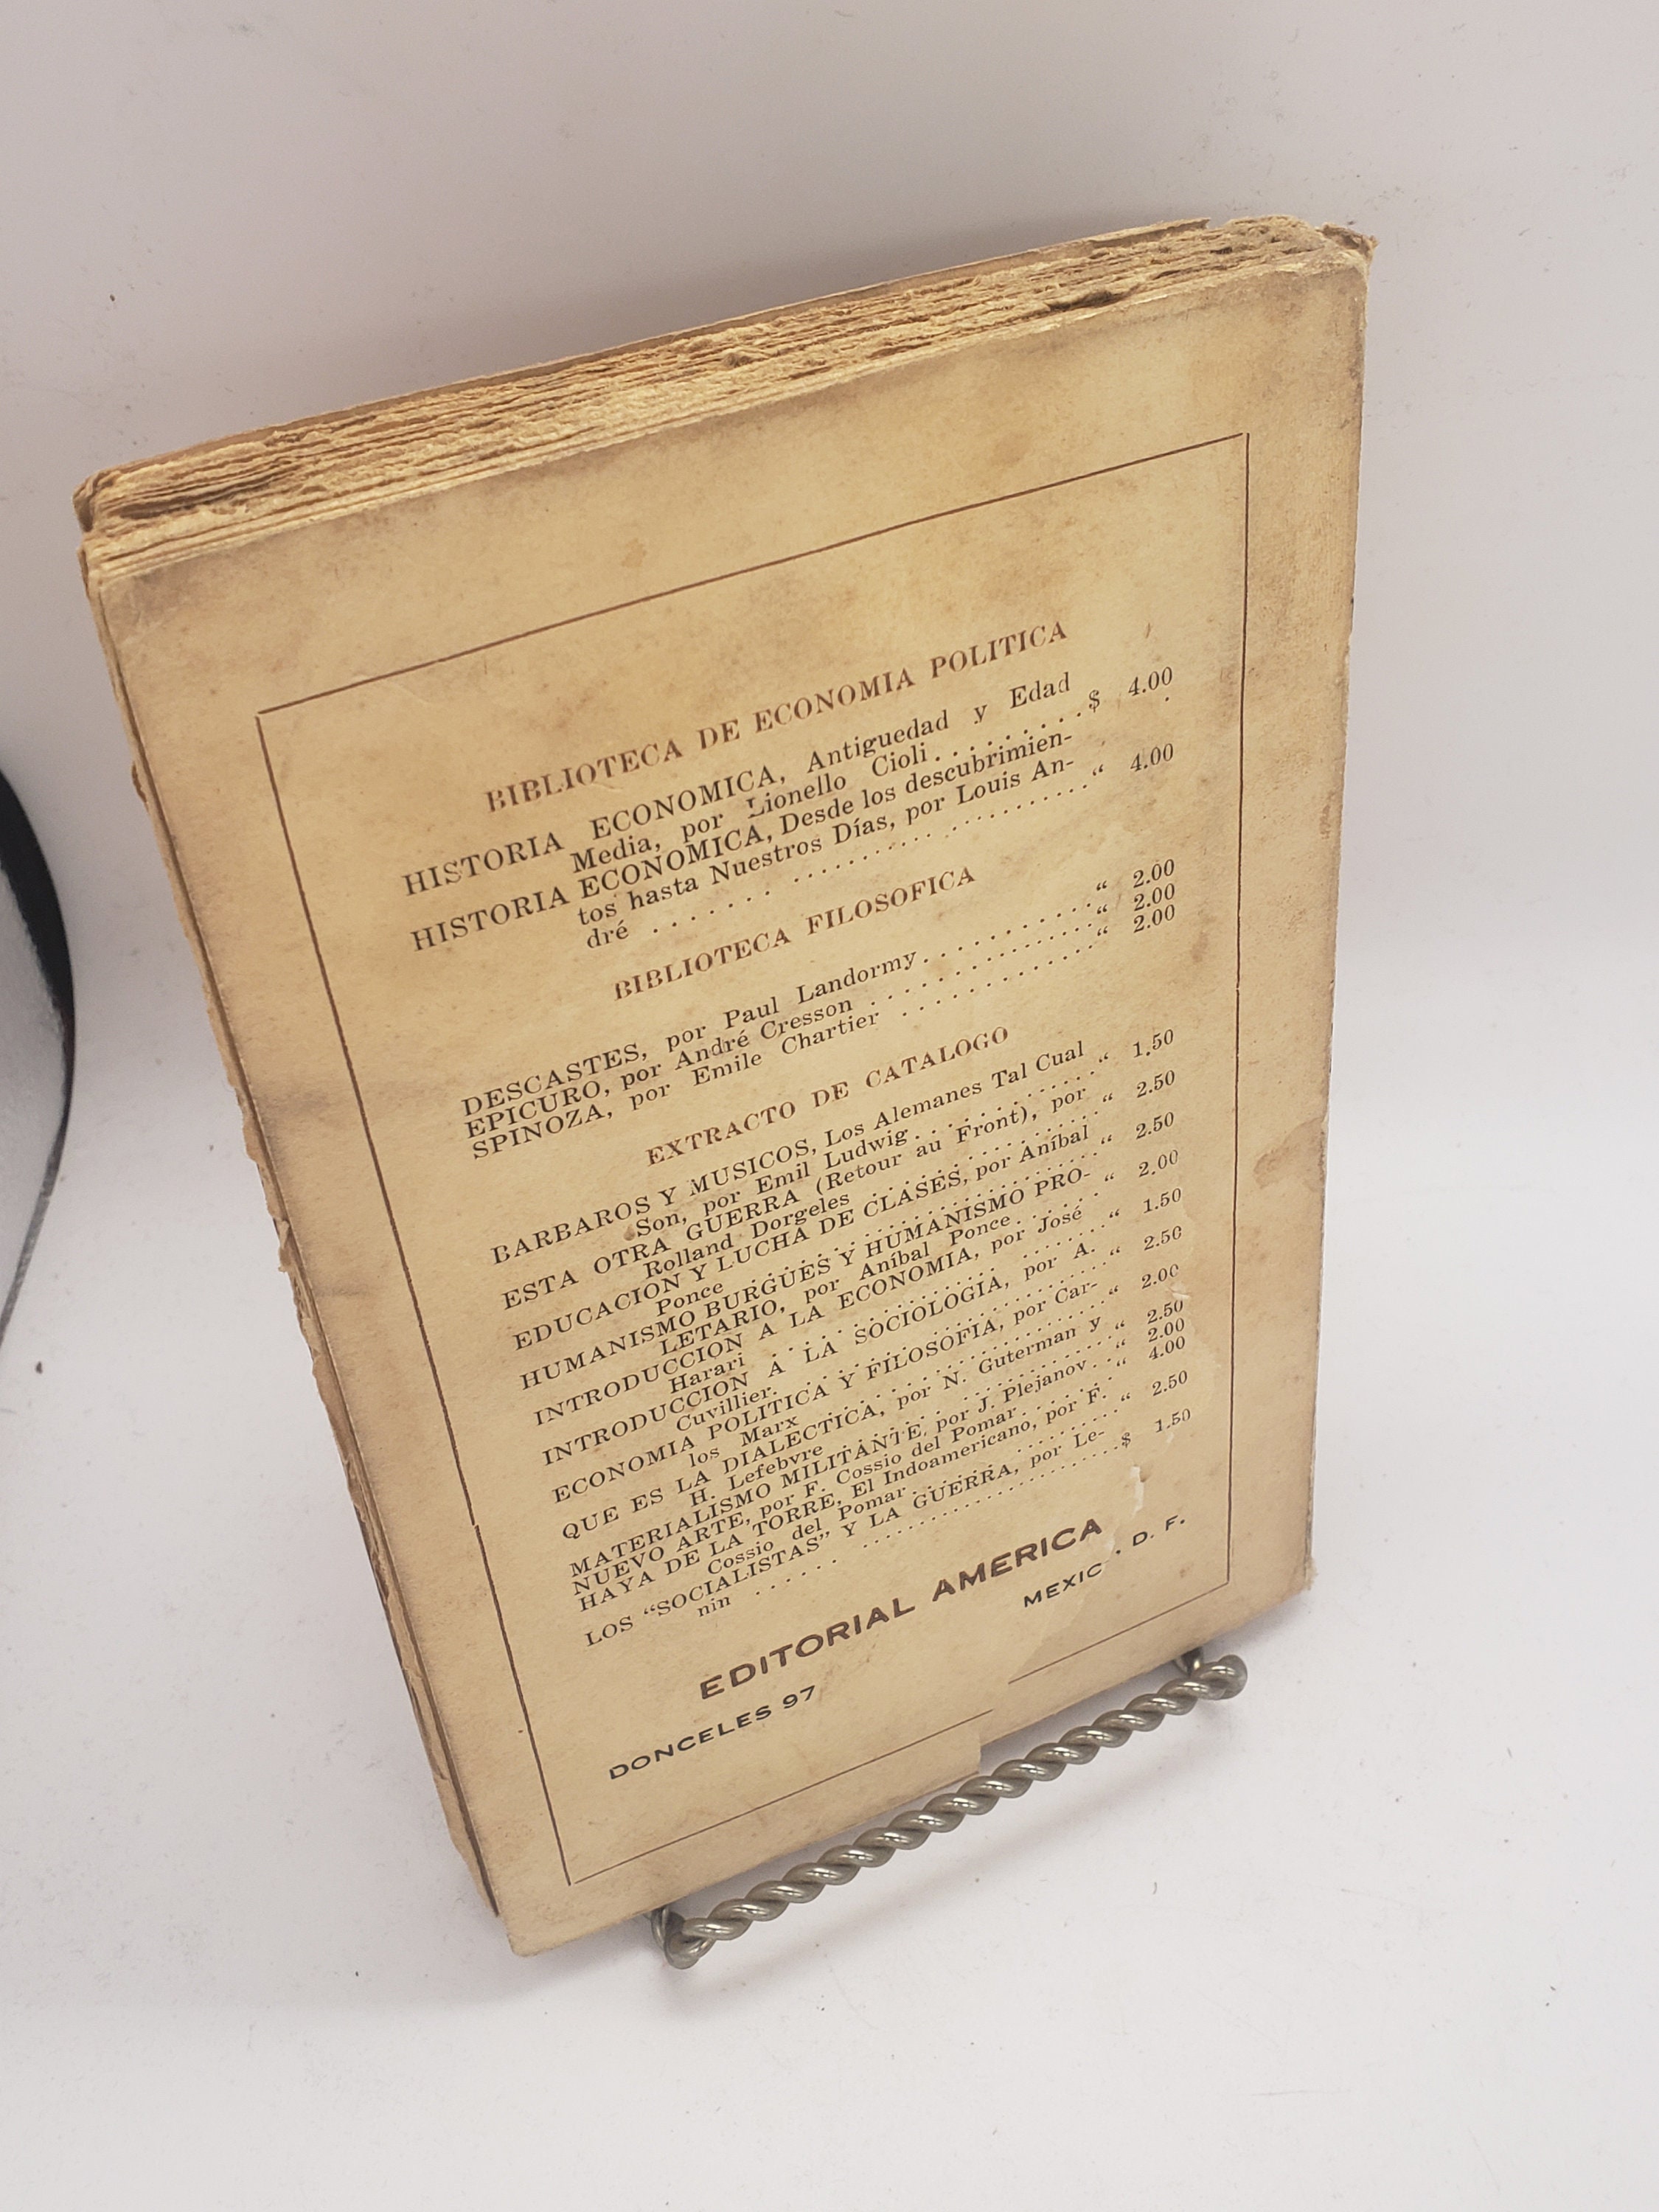 BIBLIOTECA DE ECONOMIA POLITICA
HISTORIA ECONOMICA, Antiguedad y Edad
Media, por Lionello Cioli. . . . . . . . . $ 4.00
HISTORIA ECONOMICA, Desde los descubrimien-
tos hasta Nuestros Días, por Louis An-
dré . . . . . . . . . . . . . . . . . . . . . . . “ 4.00
BIBLIOTECA FILOSOFICA
DESCASTES, por Paul Landormy . . . . . . . . . . “ 2.00
EPICURO, por André Cresson . . . . . . . . . . . . “ 2.00
SPINOZA, por Emile Chartier . . . . . . . . . . . . “ 2.00
EXTRACTO DE CATALOGO
BARBAROS Y MUSICOS, Los Alemanes Tal Cual
Son, por Emil Ludwig . . . . . . . . . . . “ 1.50
ESTA OTRA GUERRA (Retour au Front), por
Rolland Dorgeles . . . . . . . . . . . . . “ 2.50
EDUCACION Y LUCHA DE CLASES, por Aníbal
Ponce . . . . . . . . . . . . . . . . . . . . “ 2.50
HUMANISMO BURGUES Y HUMANISMO PRO-
LETARIO, por Aníbal Ponce . . . . . . “ 2.00
INTRODUCCION A LA ECONOMIA, por José
Harari . . . . . . . . . . . . . . . . . . . . “ 1.50
INTRODUCCION A LA SOCIOLOGIA, por A.
Cuvillier. . . . . . . . . . . . . . . . . . . “ 2.50
ECONOMIA POLITICA Y FILOSOFIA, por Car-
los Marx . . . . . . . . . . . . . . . . . . “ 2.00
QUE ES LA DIALECTICA, por N. Guterman y
H. Lefebvre . . . . . . . . . . . . . . . . “ 2.50
MATERIALISMO MILITANTE, por J. Plejanov . . “ 2.00
NUEVO ARTE, por F. Cossio del Pomar . . . . . . “ 4.00
HAYA DE LA TORRE, El Indoamericano, por F.
Cossio del Pomar . . . . . . . . . . . . . “ 2.50
LOS “SOCIALISTAS” Y LA GUERRA, por Le-
nin . . . . . . . . . . . . . . . . . . . . . . $ 1.50
EDITORIAL AMERICA
DONCELES 97 MEXIC . D. F.